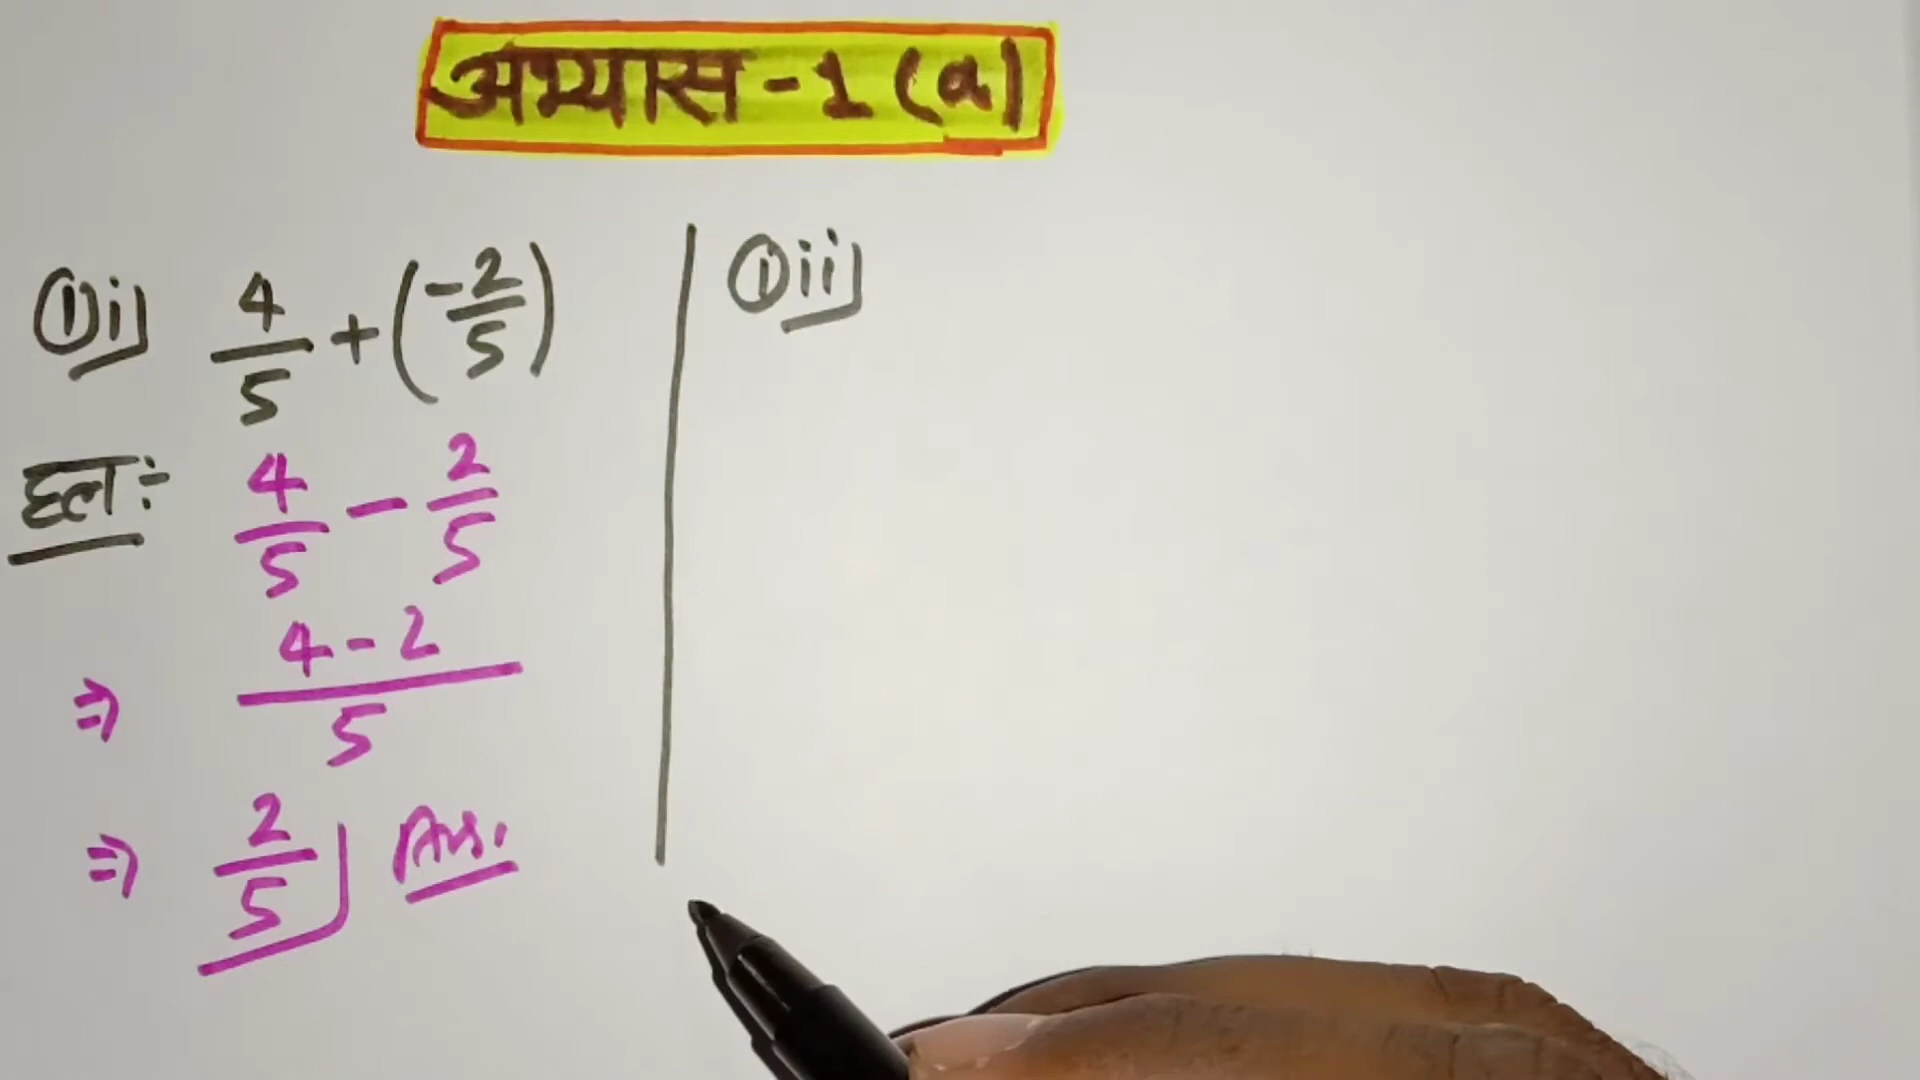 अभ्यास - 1 (a)
① i) 4/5 + (-2/5)
हल :- 4/5 - 2/5
⇒ 4-2/5
⇒ 2/5 Ans.
① ii)